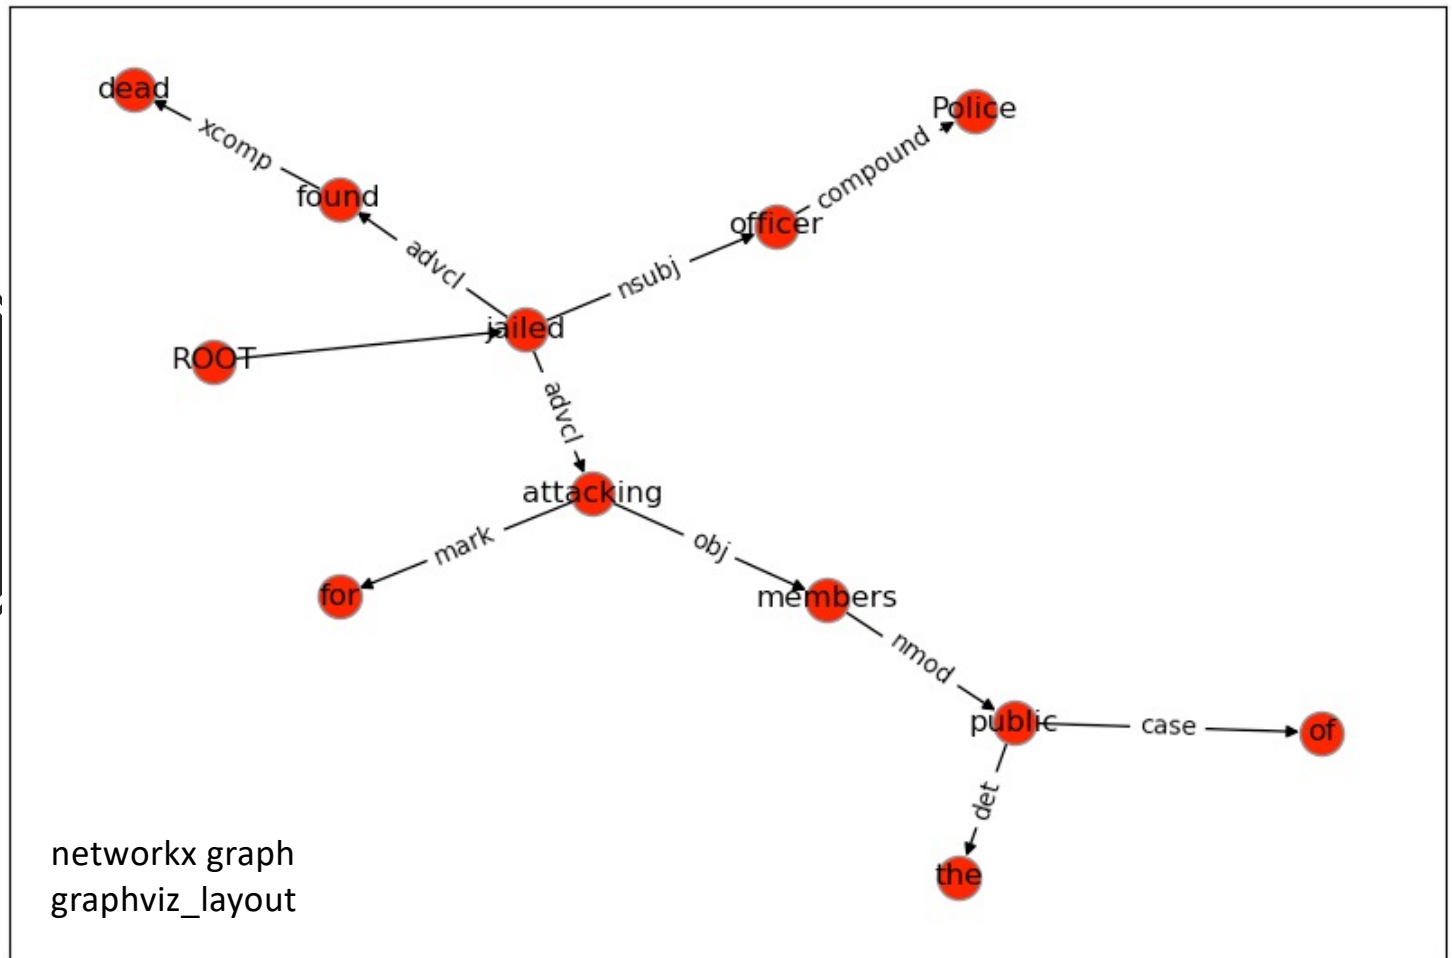 dead
Police
xcomp
compound
found
officer
advcl
nsubj
jailed
ROOT
advcl
attacking
mark
obj
for
members
nmod
public
case
of
det
the
networkx graph
graphviz_layout